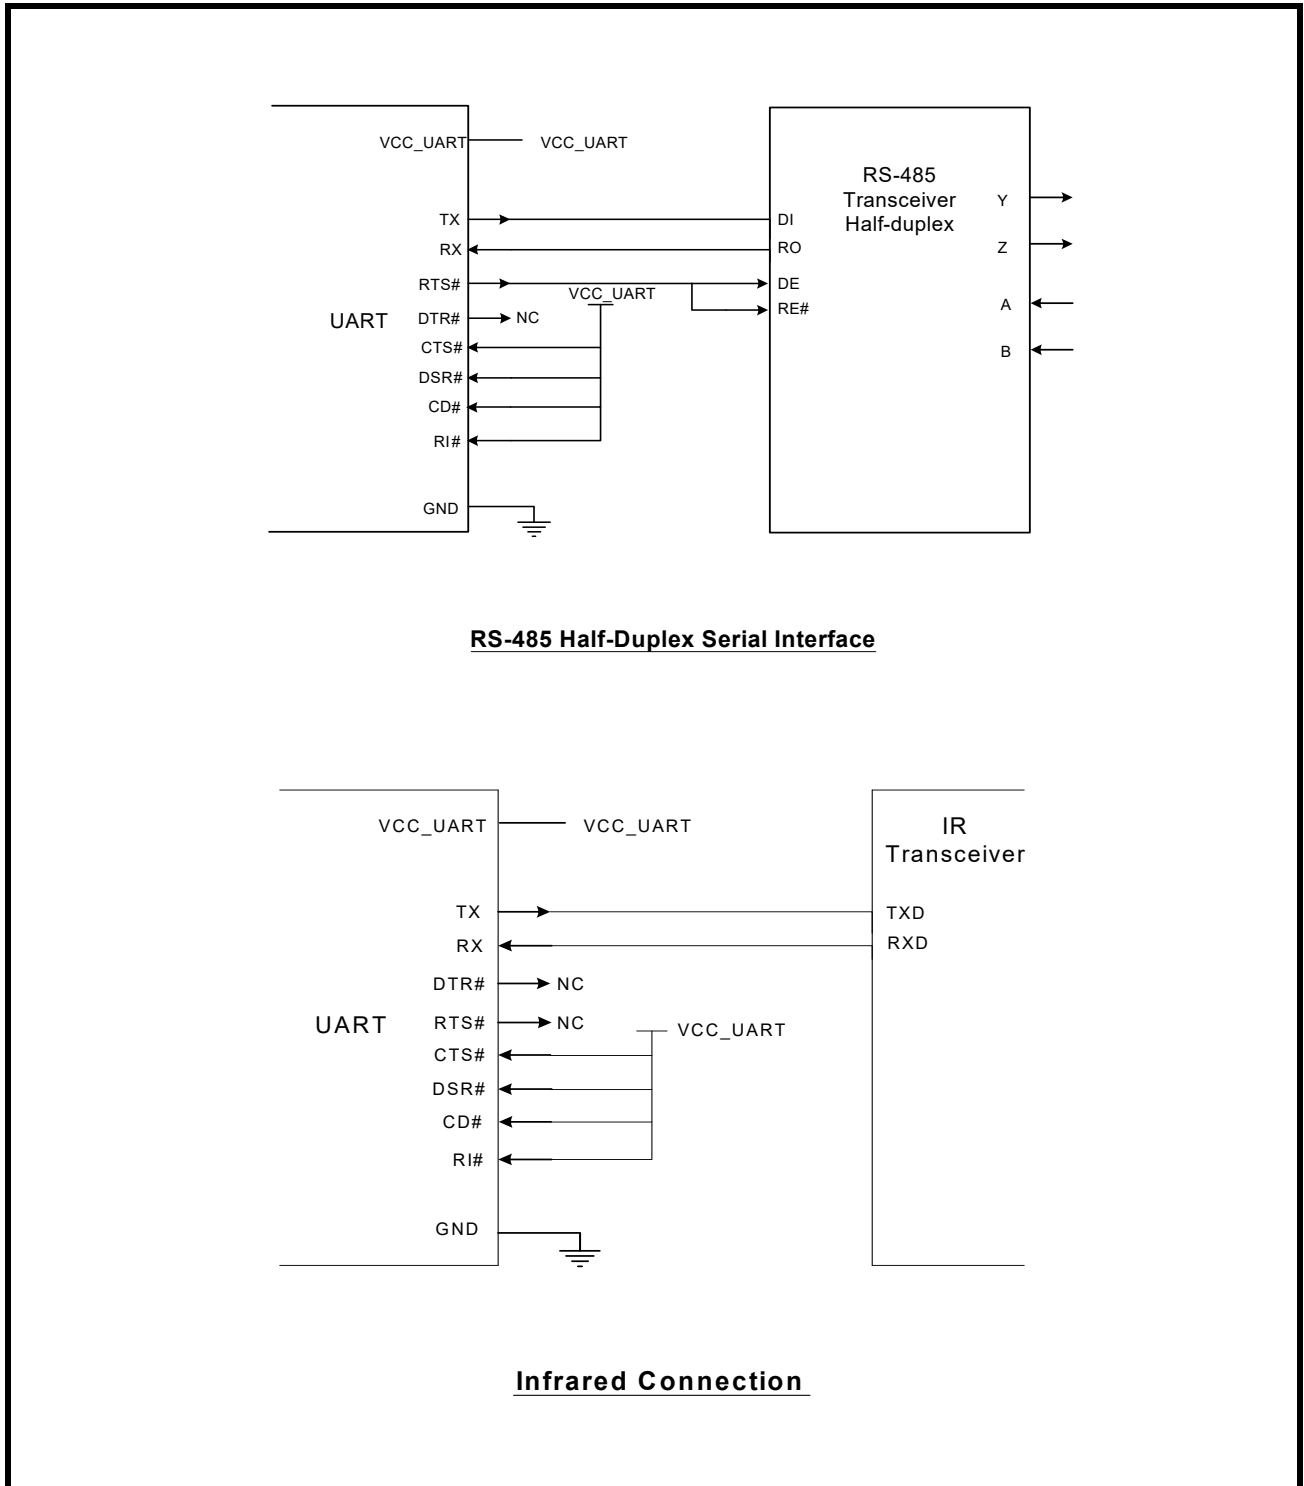 VCC_UART VCC_UART
RS-485
Transceiver
Half-duplex
Y
TX DI
RX RO Z
RTS# DE
VCC_UART
RE# A
UART DTR# NC
CTS# B
DSR#
CD#
RI#
GND
RS-485 Half-Duplex Serial Interface
VCC_UART VCC_UART IR
Transceiver
TX TXD
RX RXD
DTR# NC
UART RTS# NC VCC_UART
CTS#
DSR#
CD#
RI#
GND
Infrared Connection